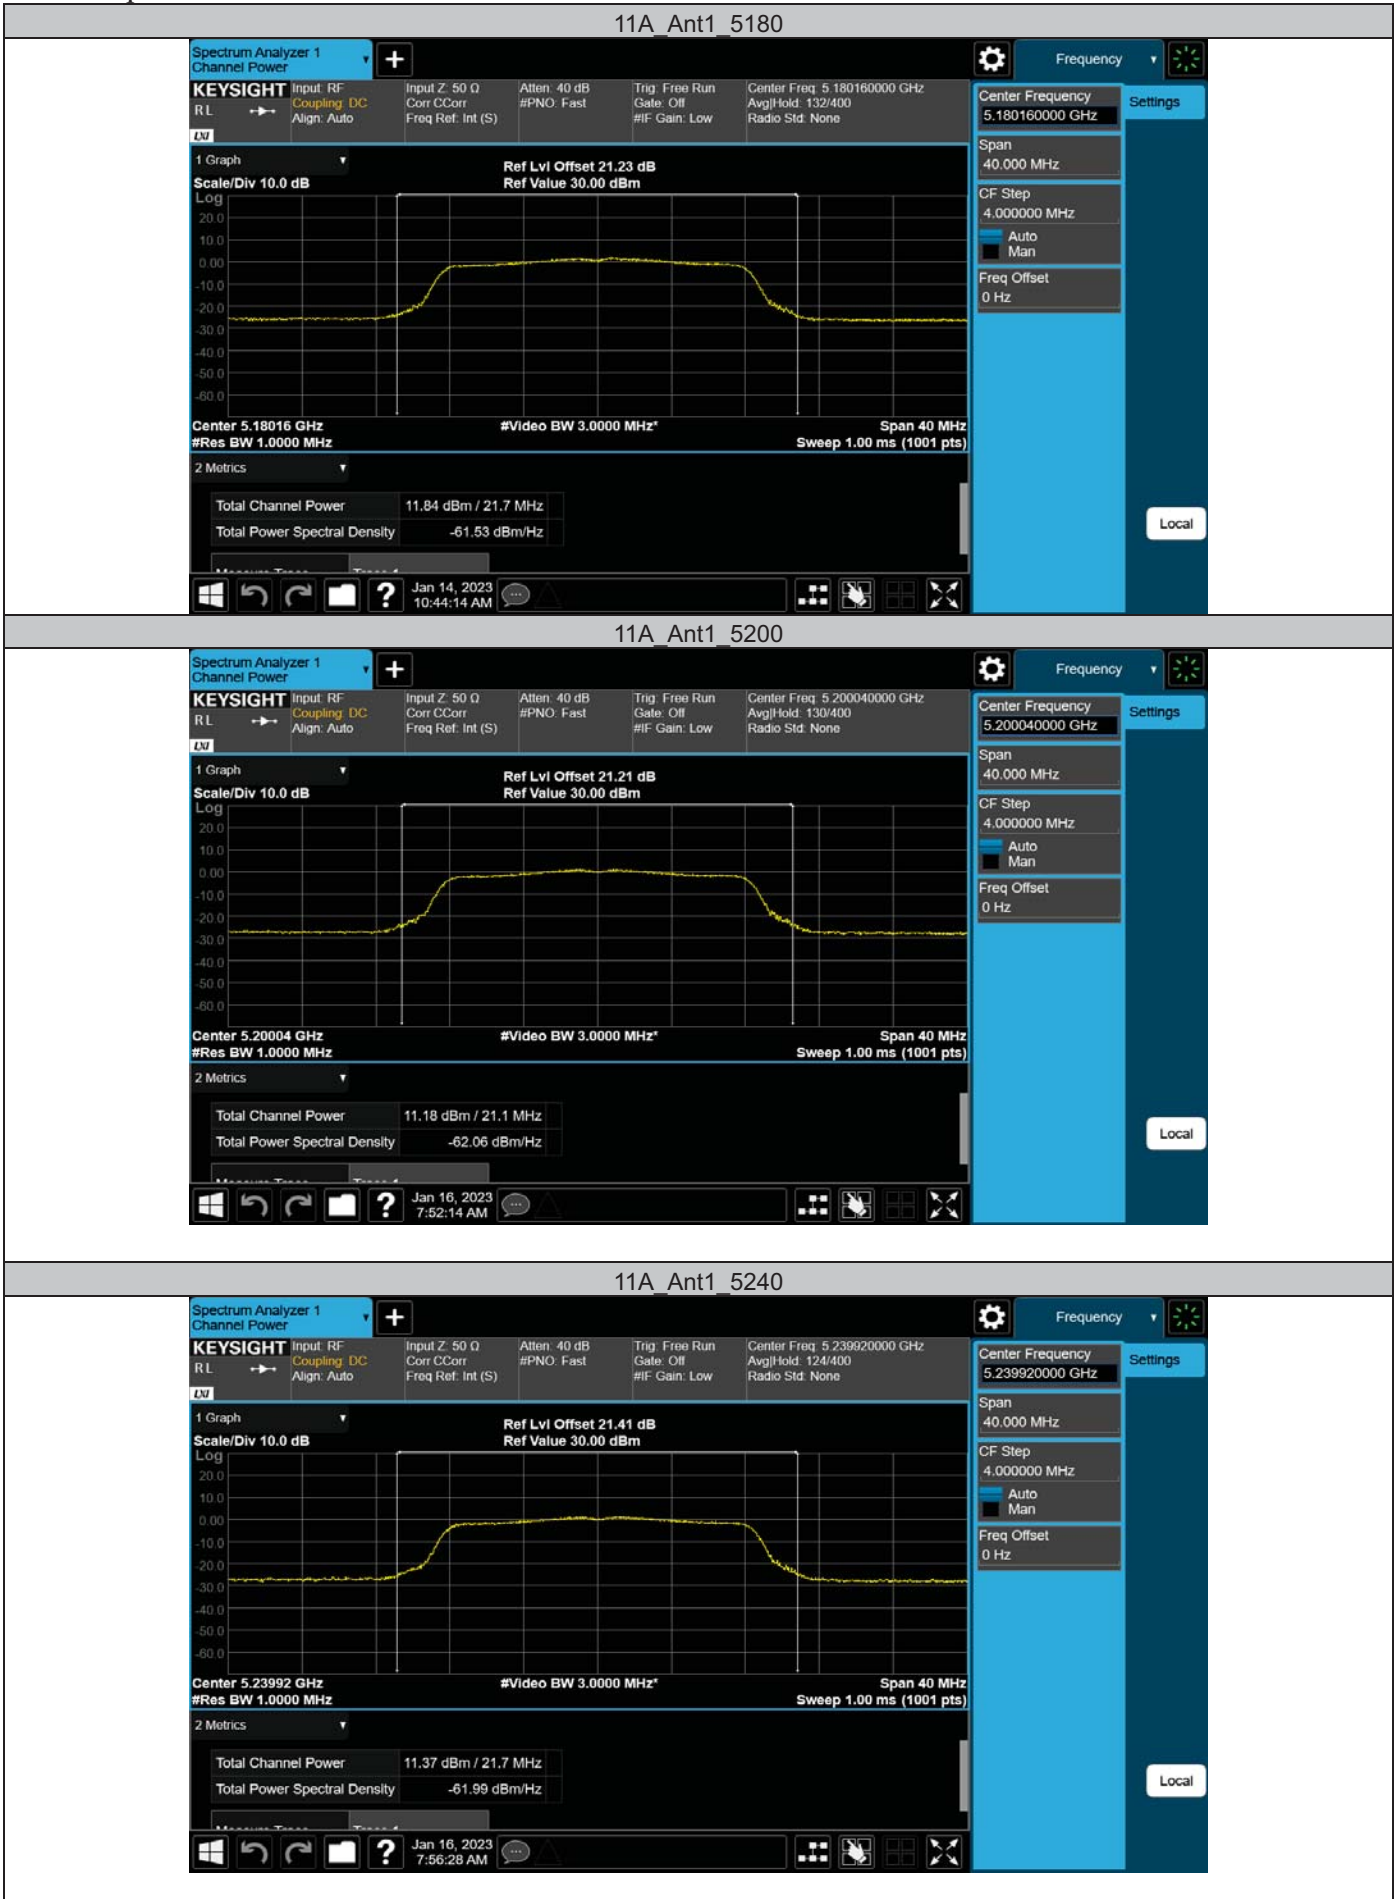 11A_Ant1_5180
Spectrum Analyzer 1
Channel Power
Frequency
KEYSIGHT
RL
LXI
Input: RF
Coupling: DC
Align: Auto
Input Z: 50 Ω
Corr CCorr
Freq Ref: Int (S)
Atten: 40 dB
#PNO: Fast
Trig: Free Run
Gate: Off
#IF Gain: Low
Center Freq: 5.180160000 GHz
Avg|Hold: 132/400
Radio Std: None
Center Frequency
5.180160000 GHz
Settings
Span
40.000 MHz
CF Step
4.000000 MHz
Auto
Man
Freq Offset
0 Hz
Local
1 Graph
Scale/Div 10.0 dB
Ref Lvl Offset 21.23 dB
Ref Value 30.00 dBm
Log
20.0
10.0
0.00
-10.0
-20.0
-30.0
-40.0
-50.0
-60.0
Center 5.18016 GHz
#Video BW 3.0000 MHz*
Span 40 MHz
#Res BW 1.0000 MHz
Sweep 1.00 ms (1001 pts)
2 Metrics
Total Channel Power 11.84 dBm / 21.7 MHz
Total Power Spectral Density -61.53 dBm/Hz
Jan 14, 2023
10:44:14 AM
11A_Ant1_5200
Spectrum Analyzer 1
Channel Power
Frequency
KEYSIGHT
RL
LXI
Input: RF
Coupling: DC
Align: Auto
Input Z: 50 Ω
Corr CCorr
Freq Ref: Int (S)
Atten: 40 dB
#PNO: Fast
Trig: Free Run
Gate: Off
#IF Gain: Low
Center Freq: 5.200040000 GHz
Avg|Hold: 130/400
Radio Std: None
Center Frequency
5.200040000 GHz
Settings
Span
40.000 MHz
CF Step
4.000000 MHz
Auto
Man
Freq Offset
0 Hz
Local
1 Graph
Scale/Div 10.0 dB
Ref Lvl Offset 21.21 dB
Ref Value 30.00 dBm
Log
20.0
10.0
0.00
-10.0
-20.0
-30.0
-40.0
-50.0
-60.0
Center 5.20004 GHz
#Video BW 3.0000 MHz*
Span 40 MHz
#Res BW 1.0000 MHz
Sweep 1.00 ms (1001 pts)
2 Metrics
Total Channel Power 11.18 dBm / 21.1 MHz
Total Power Spectral Density -62.06 dBm/Hz
Jan 16, 2023
7:52:14 AM
11A_Ant1_5240
Spectrum Analyzer 1
Channel Power
Frequency
KEYSIGHT
RL
LXI
Input: RF
Coupling: DC
Align: Auto
Input Z: 50 Ω
Corr CCorr
Freq Ref: Int (S)
Atten: 40 dB
#PNO: Fast
Trig: Free Run
Gate: Off
#IF Gain: Low
Center Freq: 5.239920000 GHz
Avg|Hold: 124/400
Radio Std: None
Center Frequency
5.239920000 GHz
Settings
Span
40.000 MHz
CF Step
4.000000 MHz
Auto
Man
Freq Offset
0 Hz
Local
1 Graph
Scale/Div 10.0 dB
Ref Lvl Offset 21.41 dB
Ref Value 30.00 dBm
Log
20.0
10.0
0.00
-10.0
-20.0
-30.0
-40.0
-50.0
-60.0
Center 5.23992 GHz
#Video BW 3.0000 MHz*
Span 40 MHz
#Res BW 1.0000 MHz
Sweep 1.00 ms (1001 pts)
2 Metrics
Total Channel Power 11.37 dBm / 21.7 MHz
Total Power Spectral Density -61.99 dBm/Hz
Jan 16, 2023
7:56:28 AM